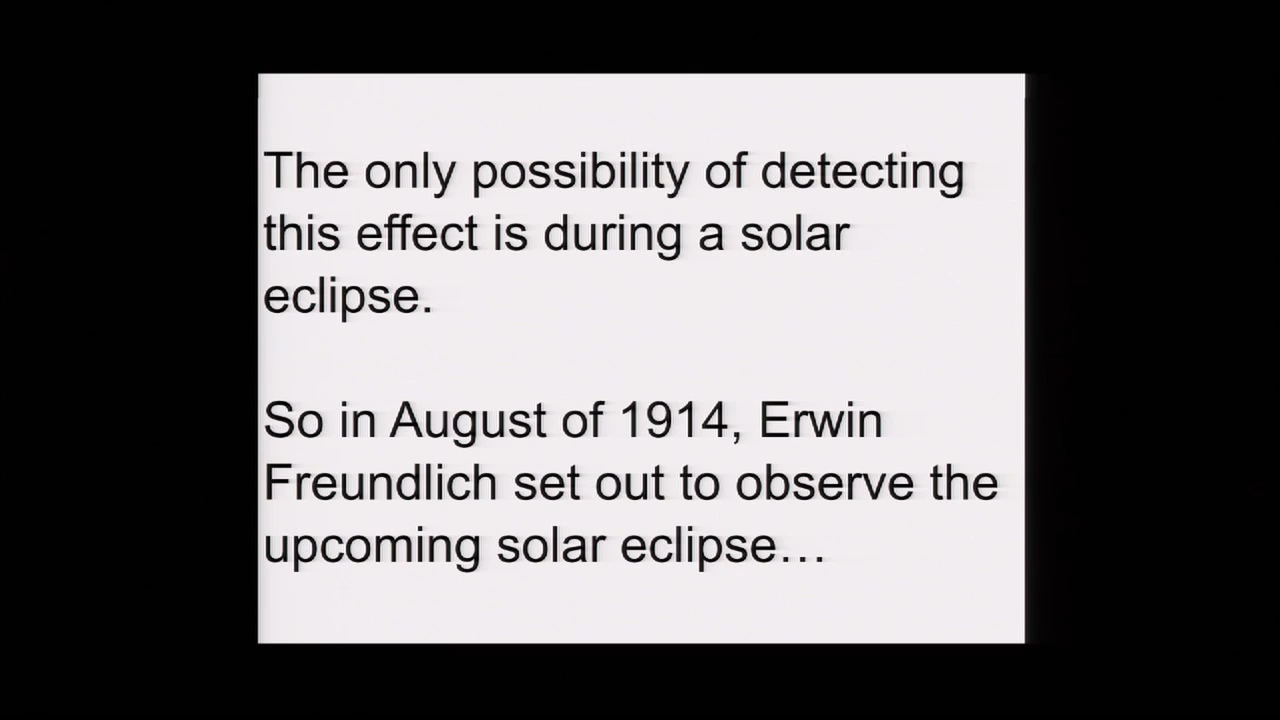 The only possibility of detecting
this effect is during a solar
eclipse.
So in August of 1914, Erwin
Freundlich set out to observe the
upcoming solar eclipse…